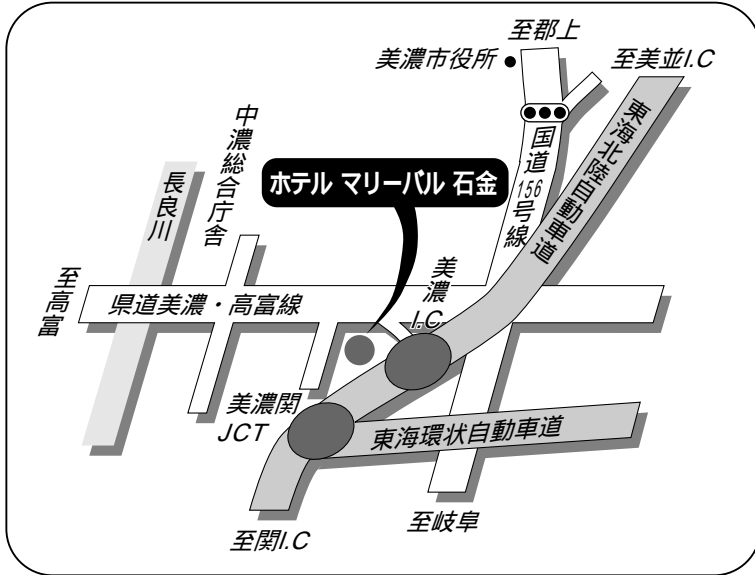 至郡上
美濃市役所
至美並I.C
中濃総合庁舎
長良川
国道156号線
東海北陸自動車道
ホテル マリーバル 石金
至高富
県道美濃・高富線
美濃I.C.
美濃関
JCT
東海環状自動車道
至岐阜
至関I.C